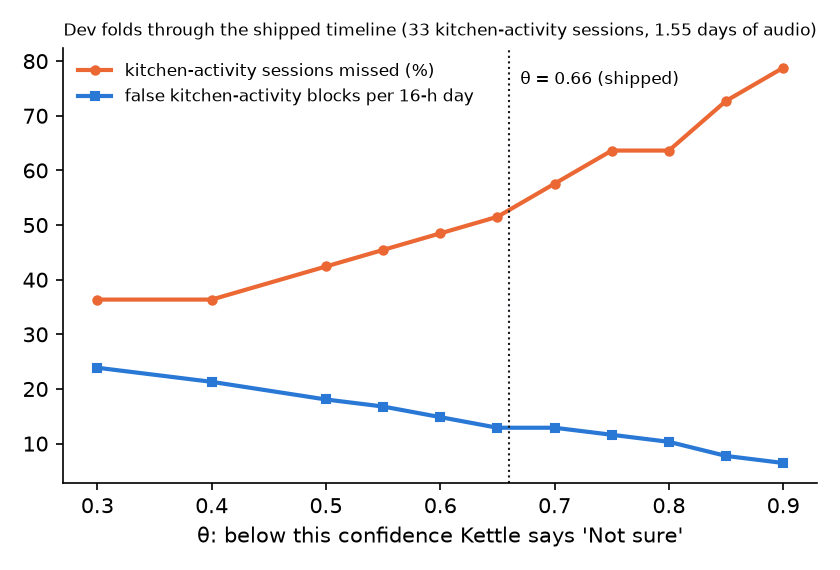 Dev folds through the shipped timeline (33 kitchen-activity sessions, 1.55 days of audio)
kitchen-activity sessions missed (%)
false kitchen-activity blocks per 16-h day
θ = 0.66 (shipped)
80
70
60
50
40
30
20
10
0.3 0.4 0.5 0.6 0.7 0.8 0.9
θ: below this confidence Kettle says 'Not sure'